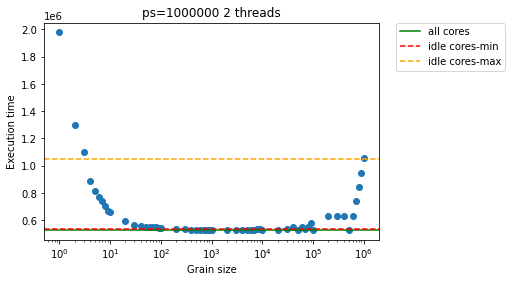 ps=1000000 2 threads
1e6
2.0
1.8
1.6
1.4
1.2
1.0
0.8
0.6
Execution time
10^0 10^1 10^2 10^3 10^4 10^5 10^6
Grain size
all cores
idle cores-min
idle cores-max